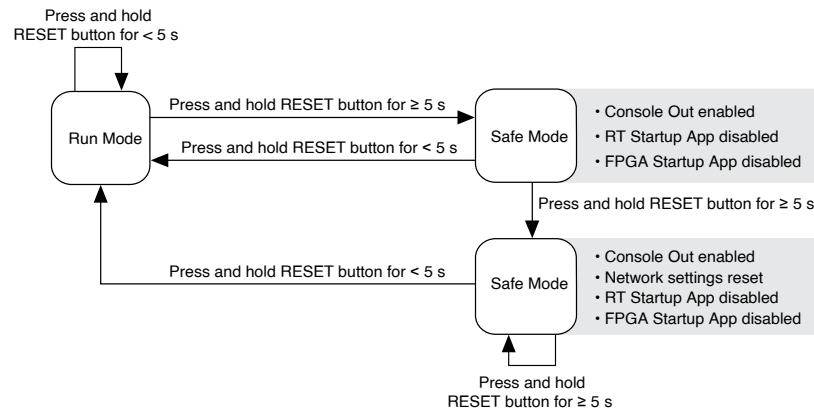 Press and hold
RESET button for < 5 s
Run Mode
Press and hold RESET button for ≥ 5 s
Press and hold RESET button for < 5 s
Safe Mode
• Console Out enabled
• RT Startup App disabled
• FPGA Startup App disabled
Press and hold RESET button for ≥ 5 s
Press and hold RESET button for < 5 s
Safe Mode
• Console Out enabled
• Network settings reset
• RT Startup App disabled
• FPGA Startup App disabled
Press and hold
RESET button for ≥ 5 s